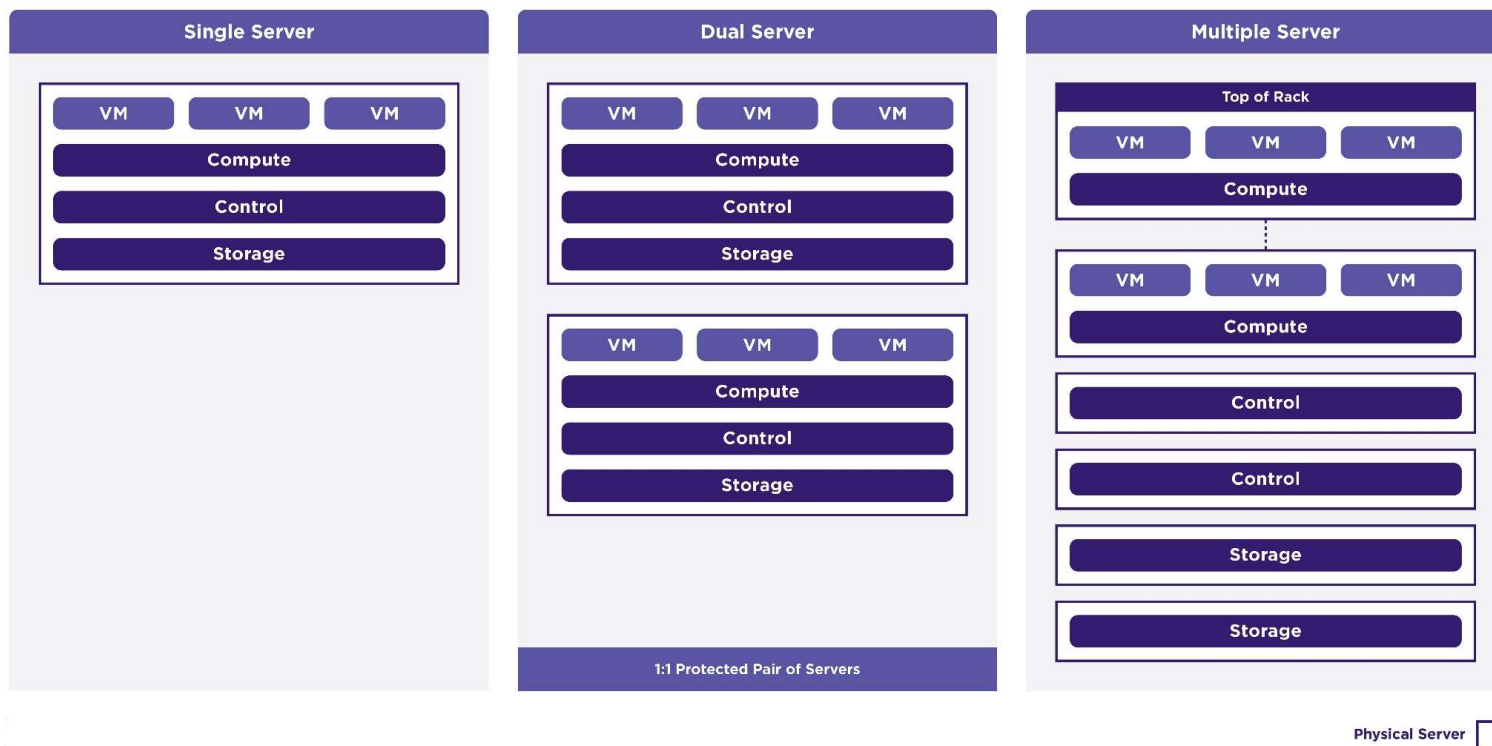 Single Server
VM VM VM
Compute
Control
Storage
Dual Server
VM VM VM
Compute
Control
Storage
VM VM VM
Compute
Control
Storage
1:1 Protected Pair of Servers
Multiple Server
Top of Rack
VM VM VM
Compute
VM VM VM
Compute
Control
Control
Storage
Storage
Physical Server